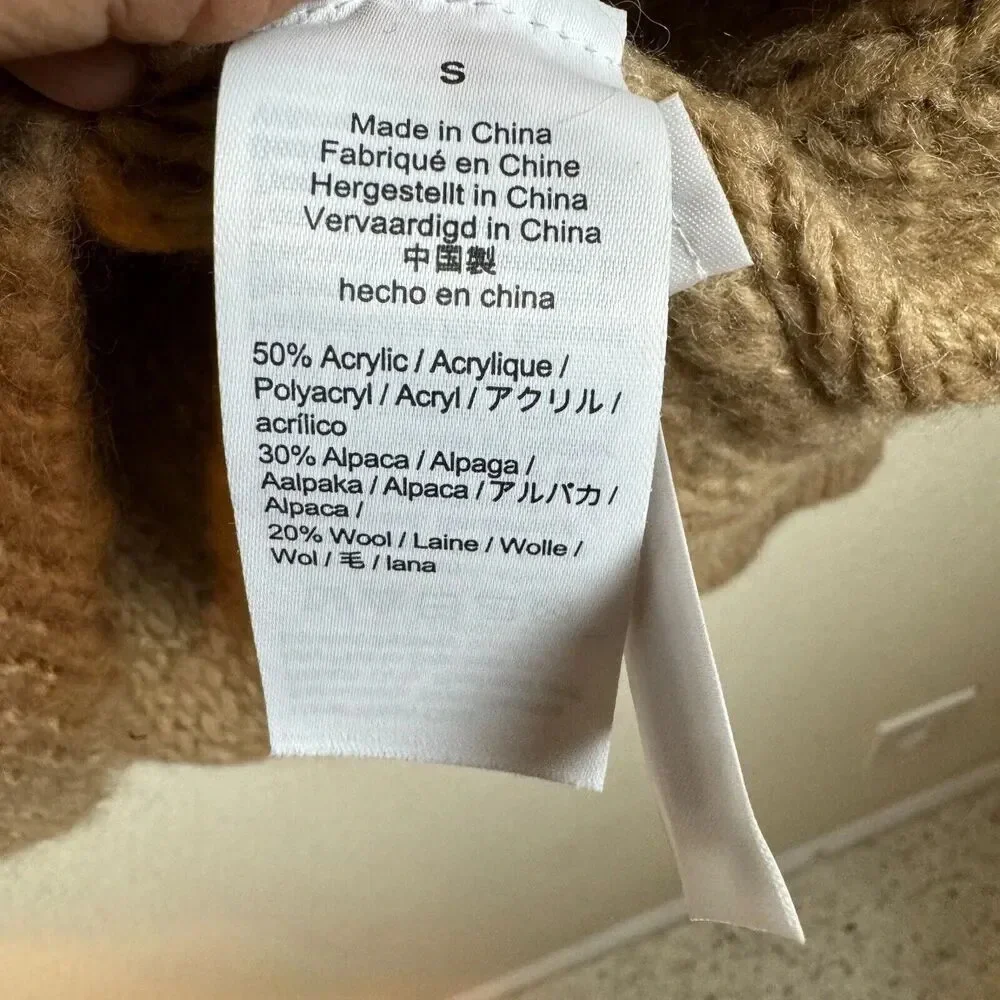 S
Made in China
Fabriqué en Chine
Hergestellt in China
Vervaardigd in China
中国製
hecho en china
50% Acrylic / Acrylique /
Polyacryl / Acryl / アクリル /
acrílico
30% Alpaca / Alpaga /
Aalpaka / Alpaca / アルパカ /
Alpaca /
20% Wool / Laine / Wolle /
Wol / 毛 / lana